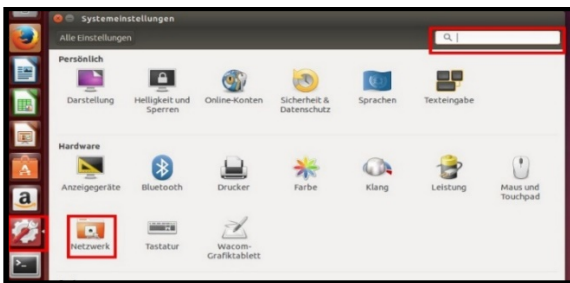 Systemeinstellungen
Alle Einstellungen
Persönlich
Darstellung
Helligkeit und
Sperren
Online-Konten
Sicherheit &
Datenschutz
Sprachen
Texteingabe
Hardware
Anzeigegeräte
Bluetooth
Drucker
Farbe
Klang
Leistung
Maus und
Touchpad
Netzwerk
Tastatur
Wacom-
Grafiktablett